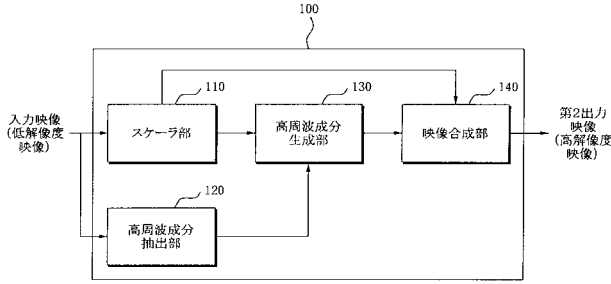 100
110
130
140
入力映像
(低解像度
映像)
スケーラ部
高周波成分
生成部
映像合成部
第2出力
映像
(高解像度
映像)
120
高周波成分
抽出部